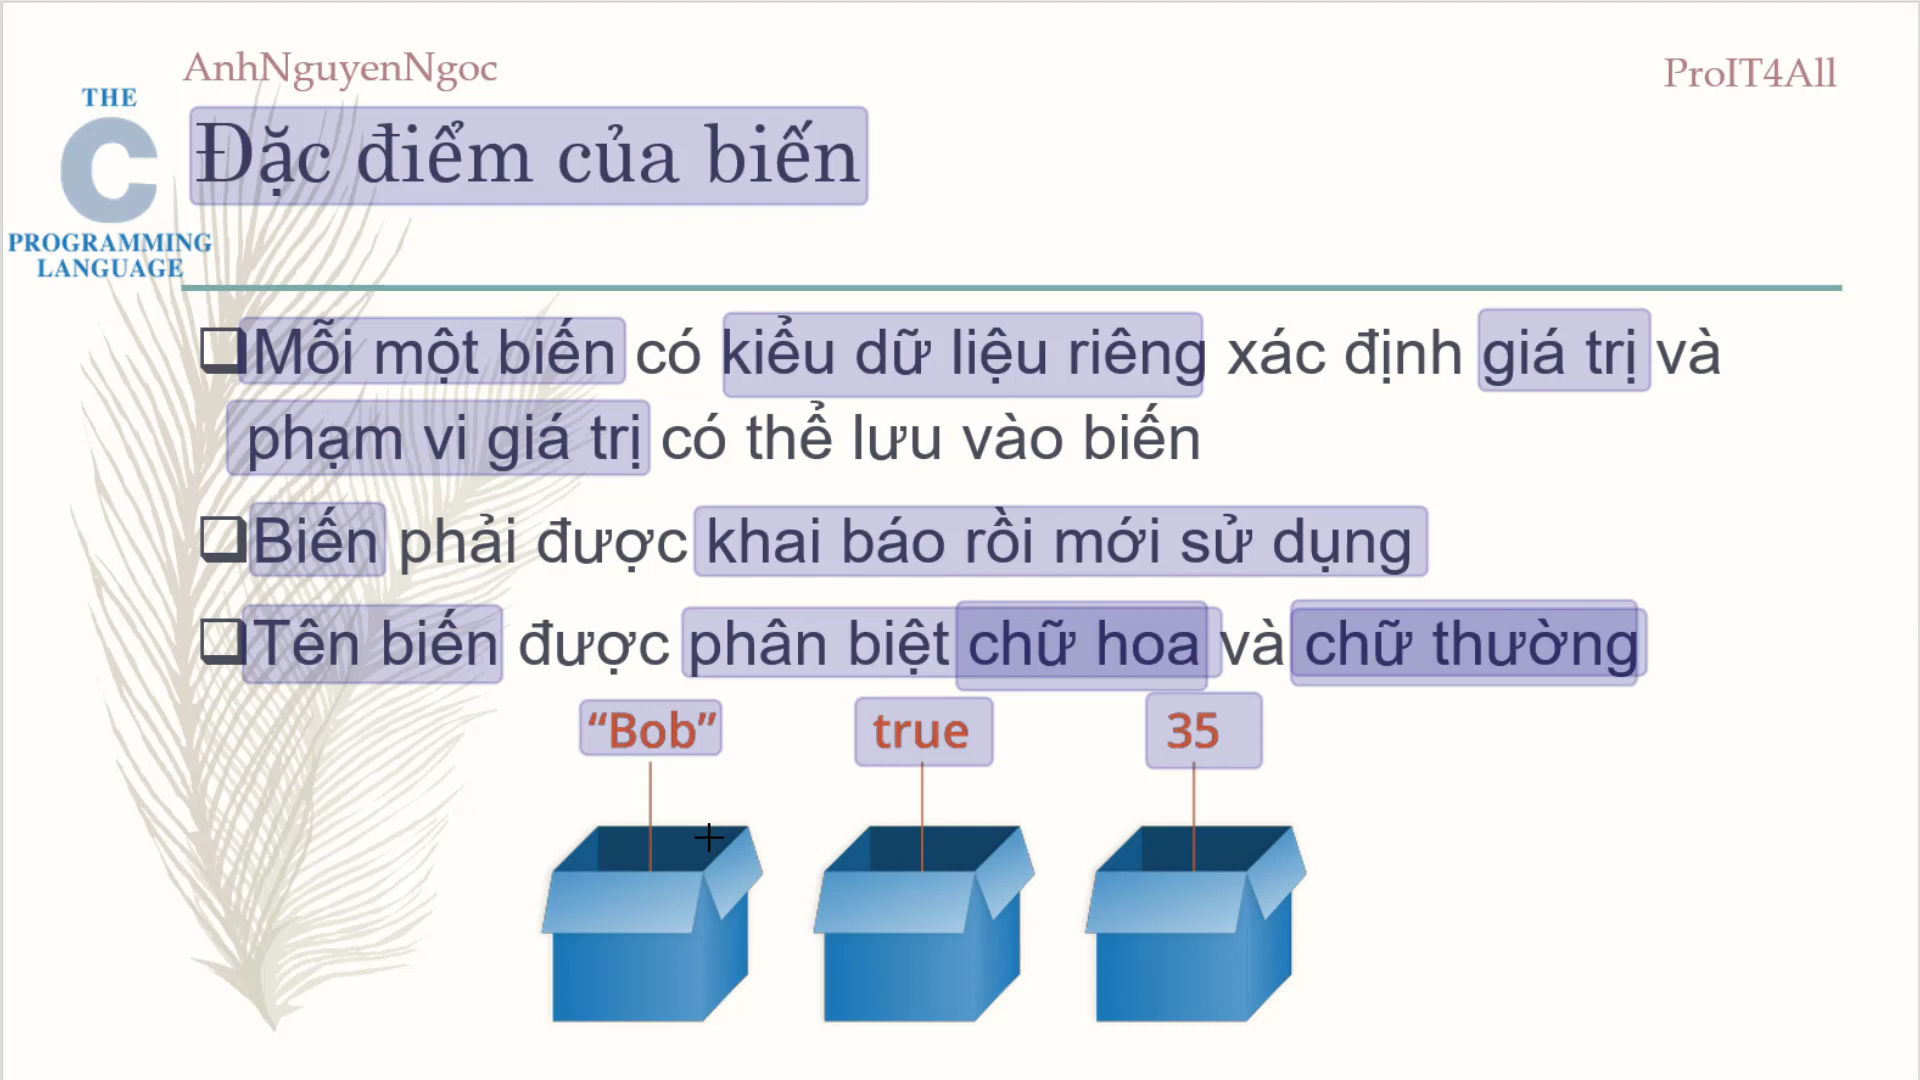 AnhNguyenNgoc
ProIT4All
THE
C
PROGRAMMING
LANGUAGE
Đặc điểm của biến
Mỗi một biến có kiểu dữ liệu riêng xác định giá trị và
phạm vi giá trị có thể lưu vào biến
Biến phải được khai báo rồi mới sử dụng
Tên biến được phân biệt chữ hoa và chữ thường
“Bob”
true
35